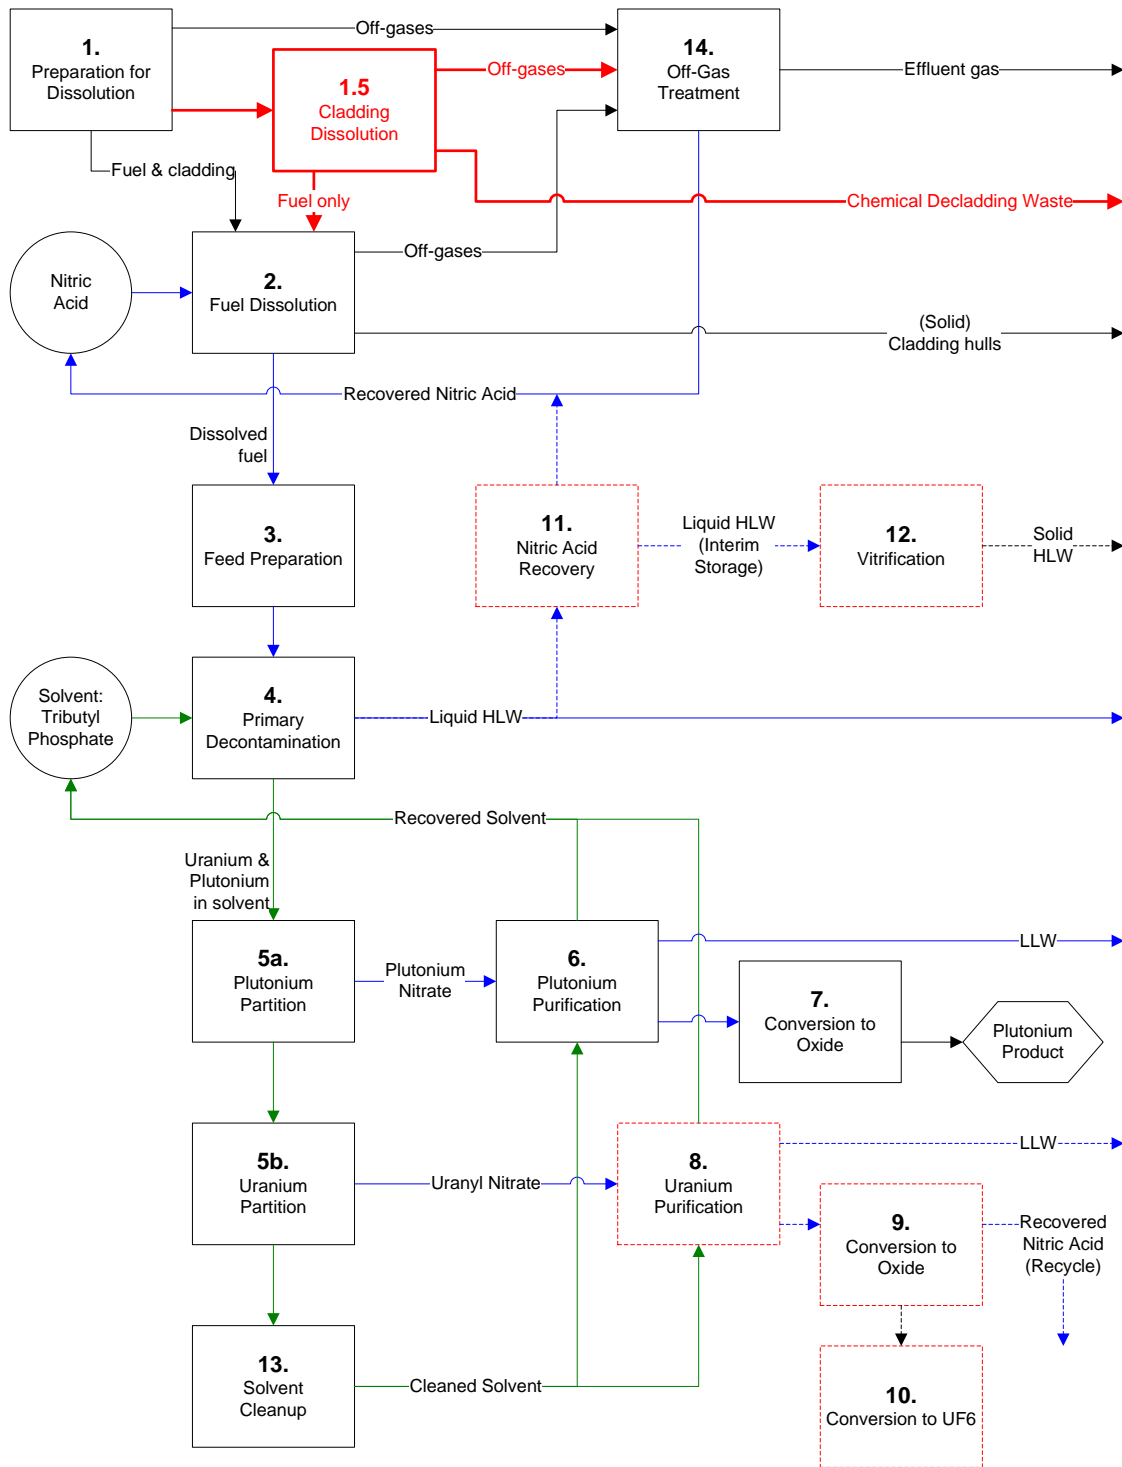 1.
Preparation for
Dissolution
Off-gases
14.
Off-Gas
Treatment
Effluent gas
1.5
Cladding
Dissolution
Off-gases
Fuel & cladding
Fuel only
Chemical Decladding Waste
Nitric
Acid
2.
Fuel Dissolution
Off-gases
(Solid)
Cladding hulls
Recovered Nitric Acid
Dissolved
fuel
3.
Feed Preparation
11.
Nitric Acid
Recovery
Liquid HLW
(Interim
Storage)
12.
Vitrification
Solid
HLW
Solvent:
Tributyl
Phosphate
4.
Primary
Decontamination
Liquid HLW
Recovered Solvent
Uranium &
Plutonium
in solvent
5a.
Plutonium
Partition
Plutonium
Nitrate
6.
Plutonium
Purification
LLW
7.
Conversion to
Oxide
Plutonium
Product
5b.
Uranium
Partition
Uranyl Nitrate
8.
Uranium
Purification
LLW
9.
Conversion to
Oxide
Recovered
Nitric Acid
(Recycle)
13.
Solvent
Cleanup
Cleaned Solvent
10.
Conversion to UF6